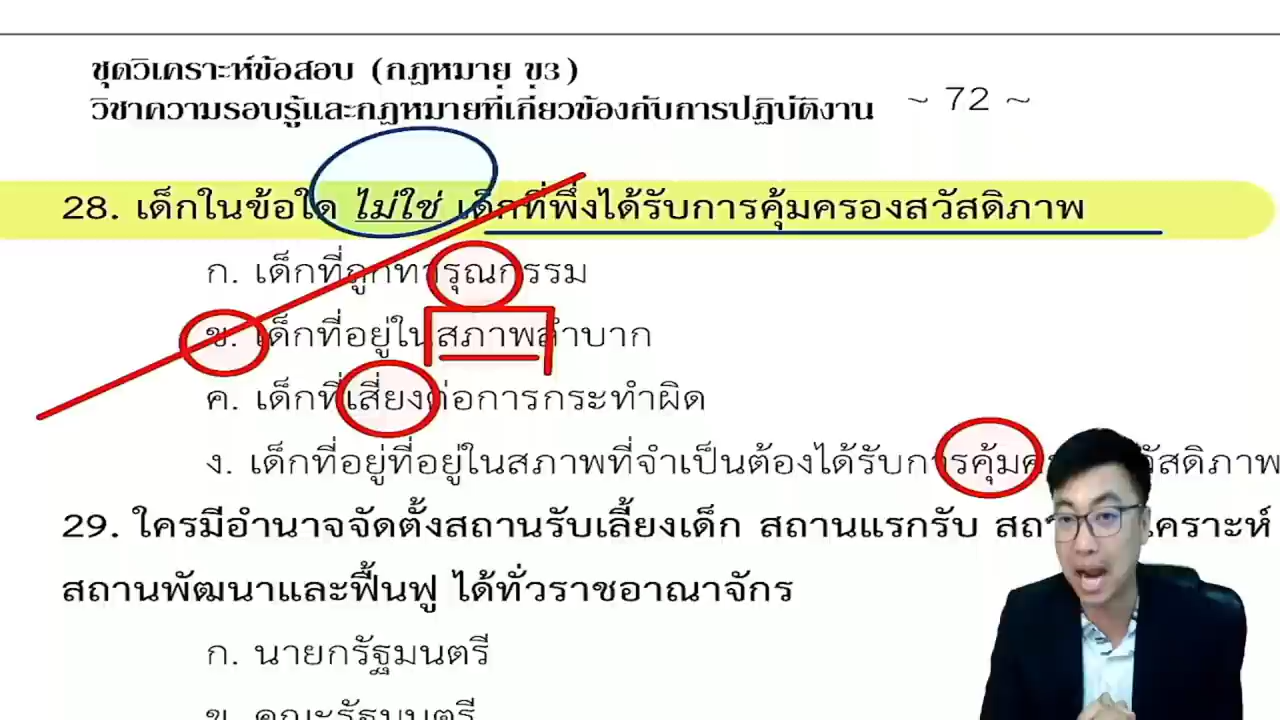 ชุดวิเคราะห์ข้อสอบ (กฎหมาย ข3)
วิชาความรอบรู้และกฎหมายที่เกี่ยวข้องกับการปฏิบัติงาน ~ 72 ~
28. เด็กในข้อใด ไม่ใช่ เด็กที่พึ่งได้รับการคุ้มครองสวัสดิภาพ
ก. เด็กที่ถูกทารุณกรรม
ข. เด็กที่อยู่ในสภาพลำบาก
ค. เด็กที่เสี่ยงต่อการกระทำผิด
ง. เด็กที่อยู่ที่อยู่ในสภาพที่จำเป็นต้องได้รับการคุ้ม
29. ใครมีอำนาจจัดตั้งสถานรับเลี้ยงเด็ก สถานแรกรับ
สถานพัฒนาและฟื้นฟู ได้ทั่วราชอาณาจักร
ก. นายกรัฐมนตรี
ข. คณะรัฐมนตรี